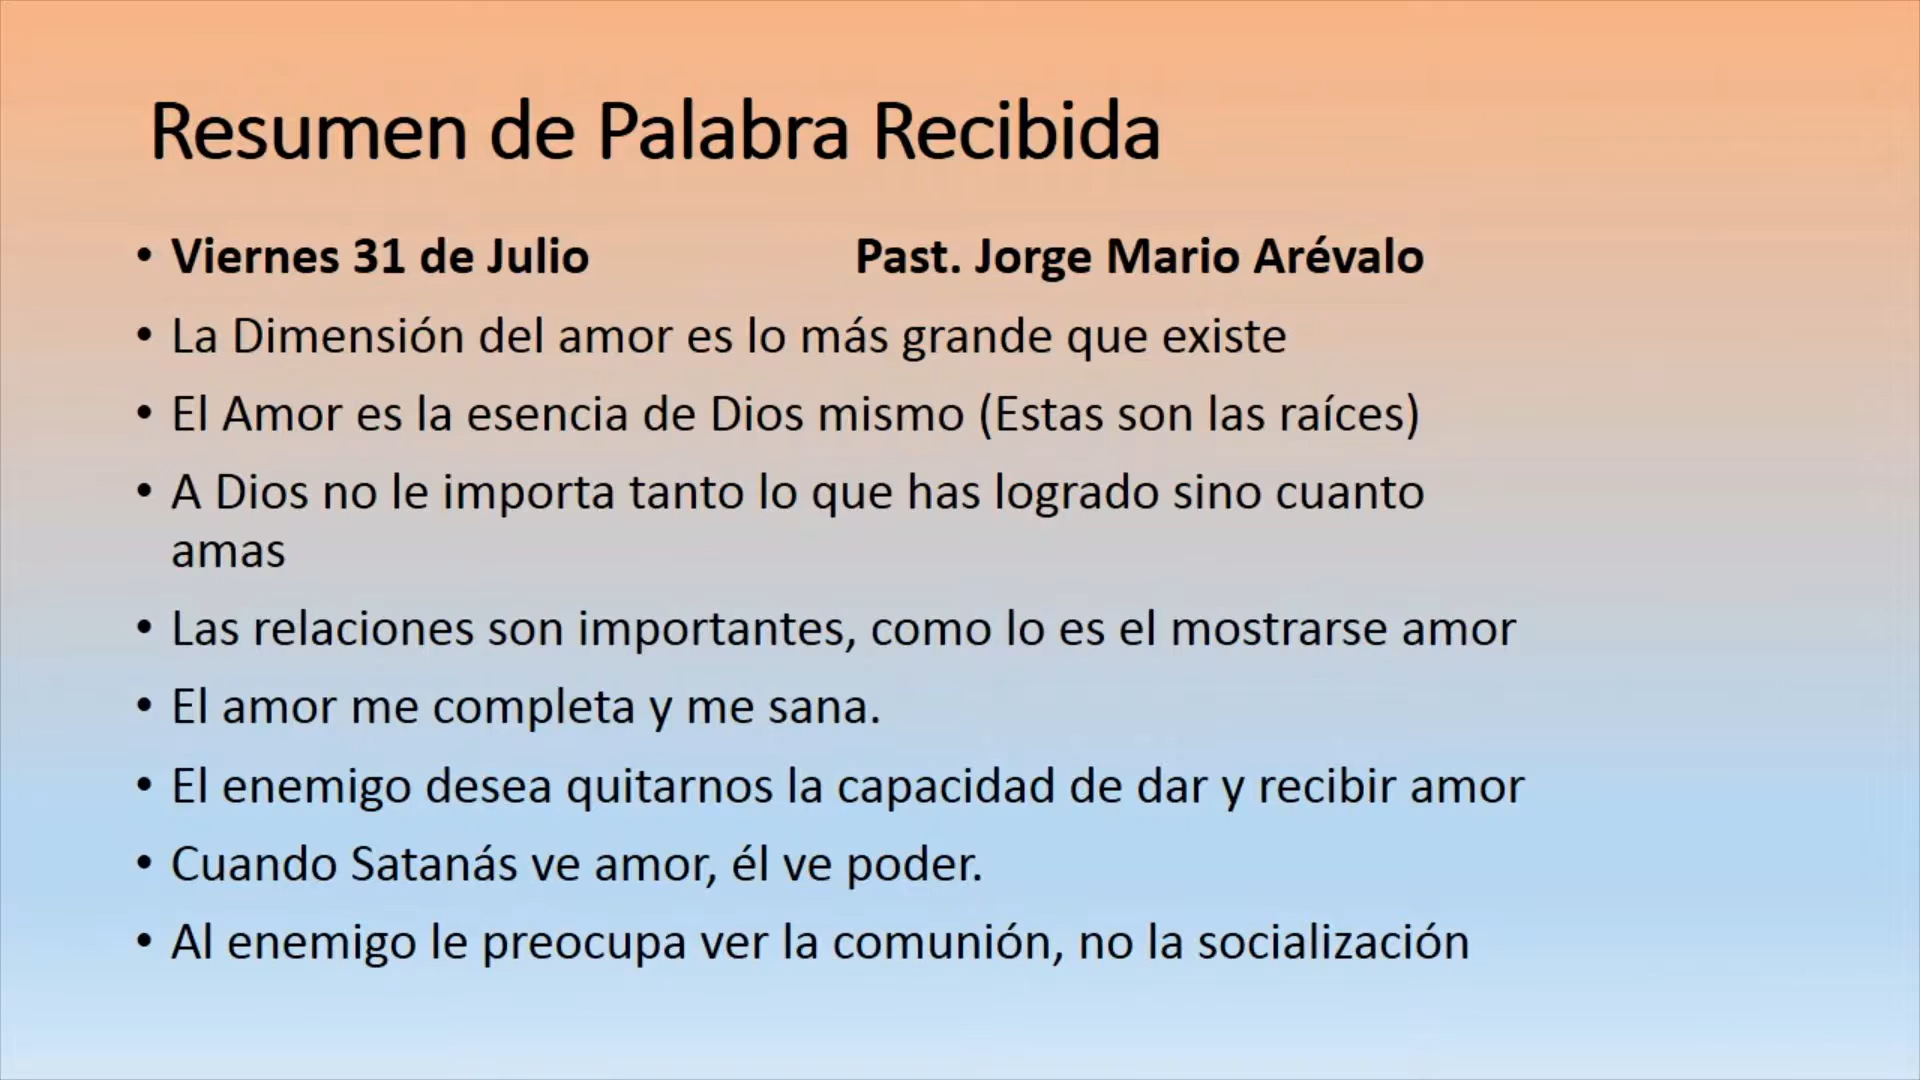 Resumen de Palabra Recibida
• Viernes 31 de Julio Past. Jorge Mario Arévalo
• La Dimensión del amor es lo más grande que existe
• El Amor es la esencia de Dios mismo (Estas son las raíces)
• A Dios no le importa tanto lo que has logrado sino cuanto
amas
• Las relaciones son importantes, como lo es el mostrarse amor
• El amor me completa y me sana.
• El enemigo desea quitarnos la capacidad de dar y recibir amor
• Cuando Satanás ve amor, él ve poder.
• Al enemigo le preocupa ver la comunión, no la socialización